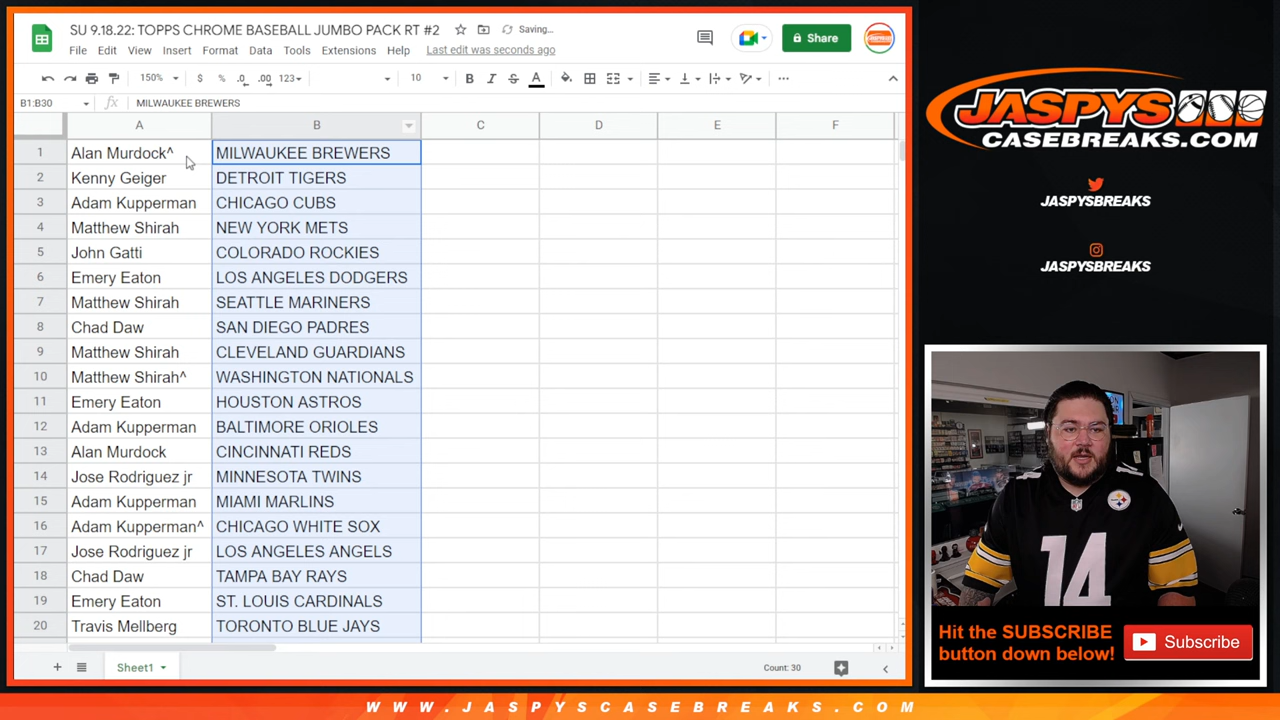 SU 9.18.22: TOPPS CHROME BASEBALL JUMBO PACK RT #2
Saving...
File Edit View Format Data Tools Extensions Help Last edit was seconds ago
Share
150% $ % .0 .00 123 10 B I S A
B1:B30 fx MILWAUKEE BREWERS
A B C D E F
1 Alan Murdock^ MILWAUKEE BREWERS
2 Kenny Geiger DETROIT TIGERS
3 Adam Kupperman CHICAGO CUBS
4 Matthew Shirah NEW YORK METS
5 John Gatti COLORADO ROCKIES
6 Emery Eaton LOS ANGELES DODGERS
7 Matthew Shirah SEATTLE MARINERS
8 Chad Daw SAN DIEGO PADRES
9 Matthew Shirah CLEVELAND GUARDIANS
10 Matthew Shirah^ WASHINGTON NATIONALS
11 Emery Eaton HOUSTON ASTROS
12 Adam Kupperman BALTIMORE ORIOLES
13 Alan Murdock CINCINNATI REDS
14 Jose Rodriguez jr MINNESOTA TWINS
15 Adam Kupperman MIAMI MARLINS
16 Adam Kupperman^ CHICAGO WHITE SOX
17 Jose Rodriguez jr LOS ANGELES ANGELS
18 Chad Daw TAMPA BAY RAYS
19 Emery Eaton ST. LOUIS CARDINALS
20 Travis Mellberg TORONTO BLUE JAYS
Sheet1
Count: 30
JASPYS
CASEBREAKS.COM
JASPYSBREAKS
JASPYSBREAKS
14
Hit the SUBSCRIBE
button down below!
Subscribe
WWW.JASPYSCASEBREAKS.COM